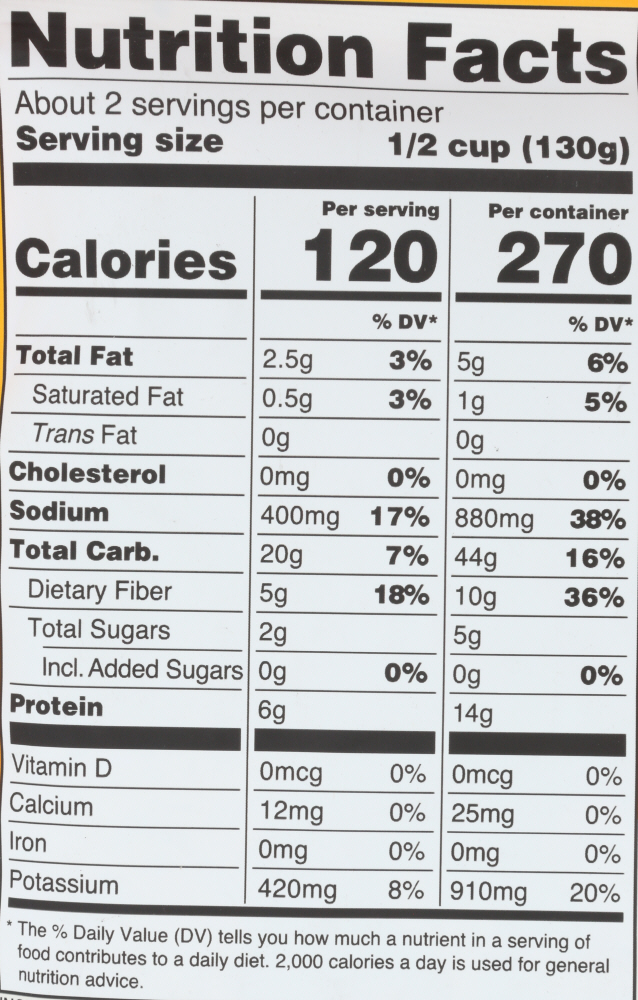 Nutrition Facts
About 2 servings per container
Serving size 1/2 cup (130g)
Per serving Per container
Calories 120 270
% DV* % DV*
Total Fat 2.5g 3% 5g 6%
Saturated Fat 0.5g 3% 1g 5%
Trans Fat 0g 0g
Cholesterol 0mg 0% 0mg 0%
Sodium 400mg 17% 880mg 38%
Total Carb. 20g 7% 44g 16%
Dietary Fiber 5g 18% 10g 36%
Total Sugars 2g 5g
Incl. Added Sugars 0g 0% 0g 0%
Protein 6g 14g
Vitamin D 0mcg 0% 0mcg 0%
Calcium 12mg 0% 25mg 0%
Iron 0mg 0% 0mg 0%
Potassium 420mg 8% 910mg 20%
* The % Daily Value (DV) tells you how much a nutrient in a serving of
food contributes to a daily diet. 2,000 calories a day is used for general
nutrition advice.